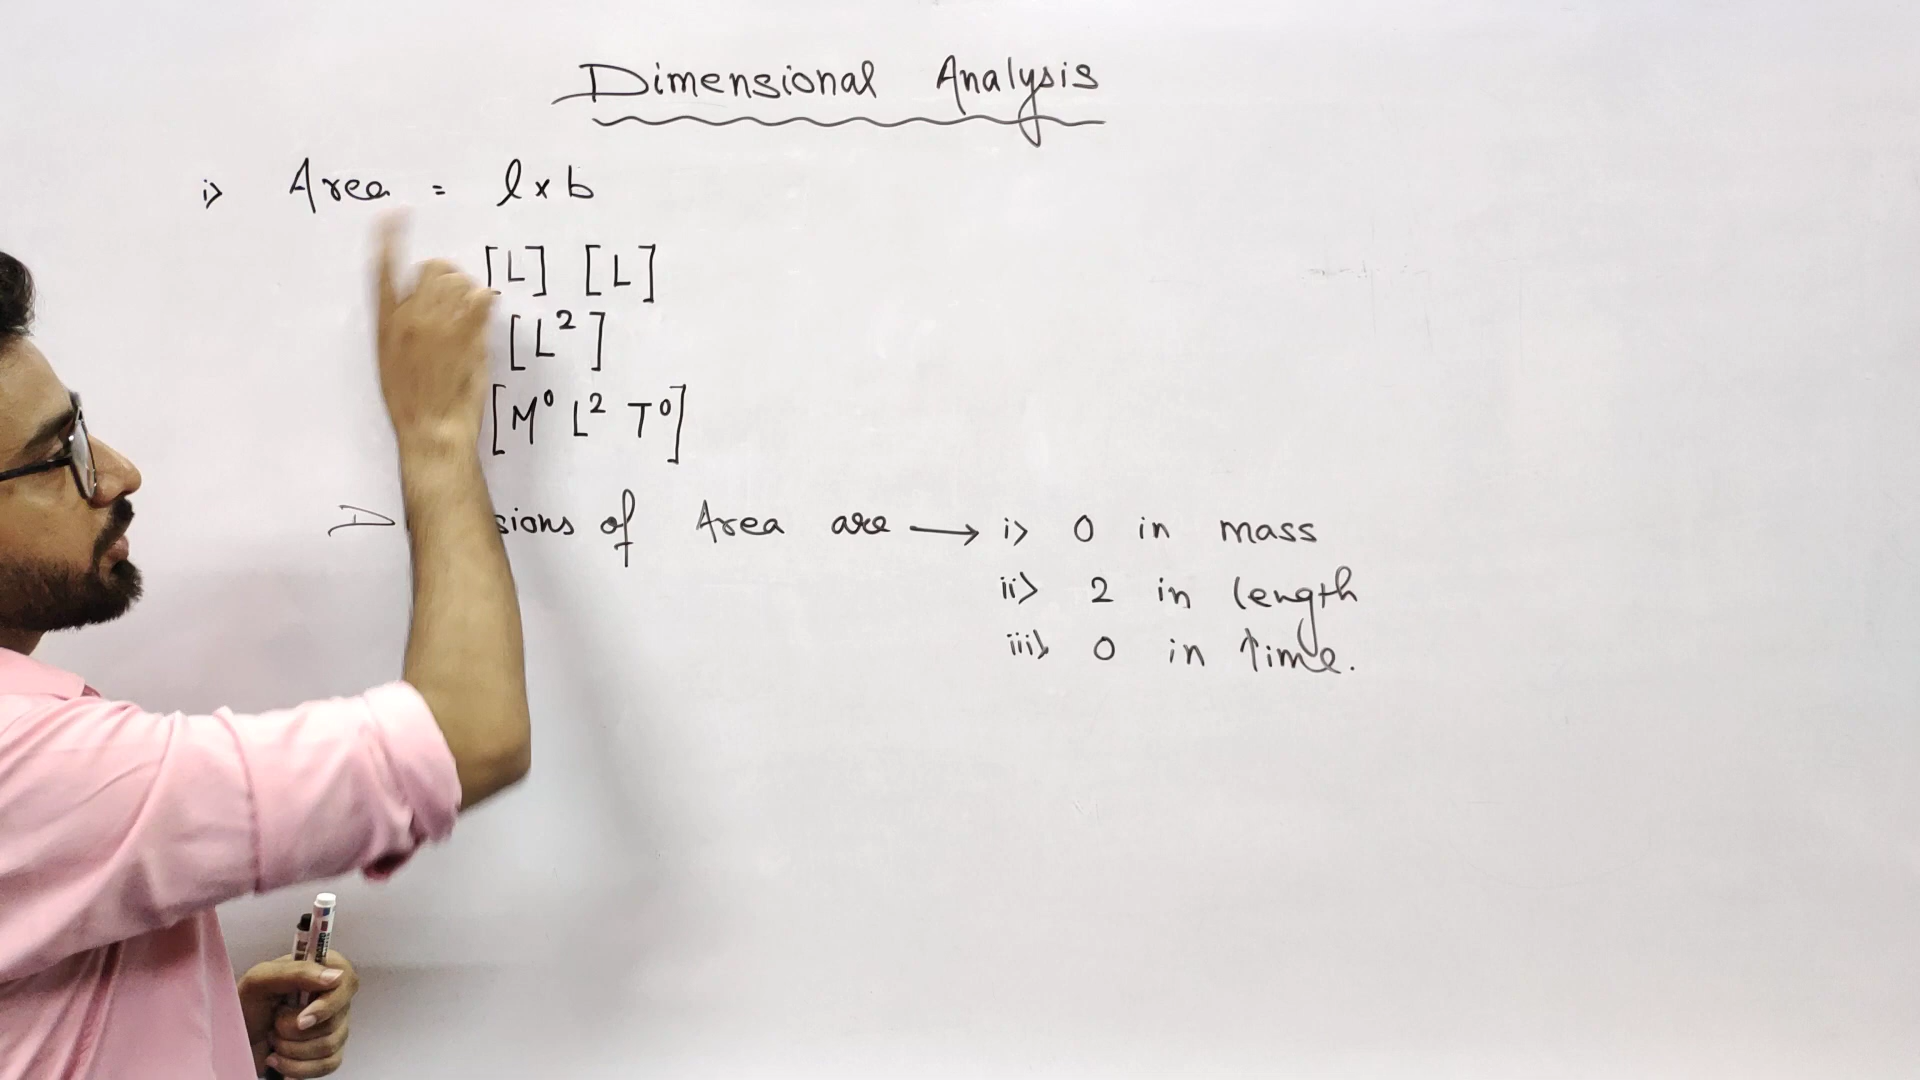 Dimensional Analysis
i> Area = l × b
[L] [L]
[L²]
[M⁰ L² T⁰]
of Area are → i> 0 in mass
ii> 2 in length
iii> 0 in time.